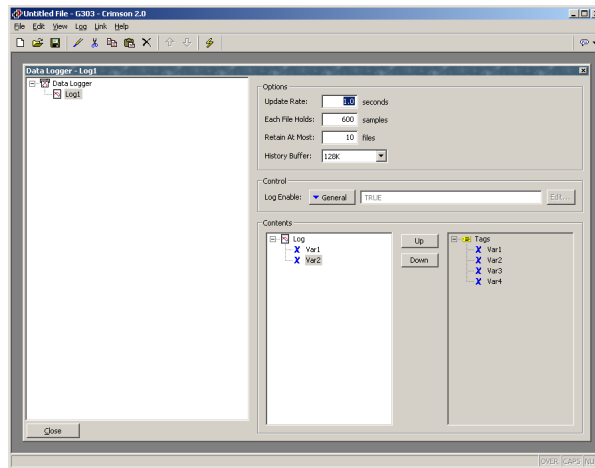 Untitled File - G303 - Crimson 2.0
File Edit View Log Link Help
Data Logger - Log1
Data Logger
Log1
Options
Update Rate: 1.0 seconds
Each File Holds: 600 samples
Retain At Most: 10 files
History Buffer: 128K
Control
Log Enable: General TRUE Edit...
Contents
Log
Var1
Var2
Up
Down
Tags
Var1
Var2
Var3
Var4
Close
OVER CAPS NU